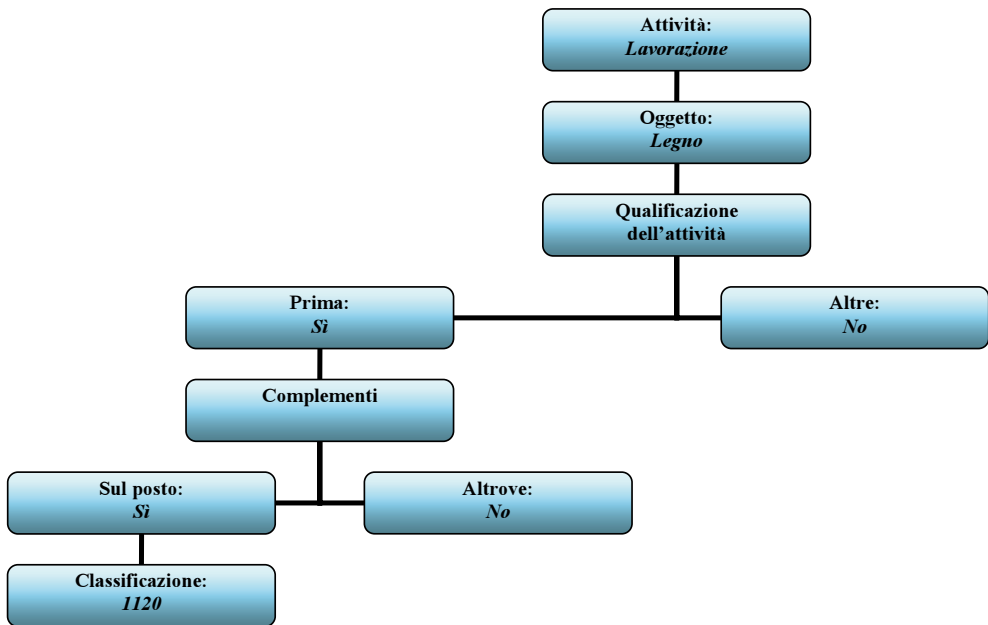 Attività:
Lavorazione
Oggetto:
Legno
Qualificazione
dell’attività
Prima:
Sì
Altre:
No
Complementi
Sul posto:
Sì
Altrove:
No
Classificazione:
1120